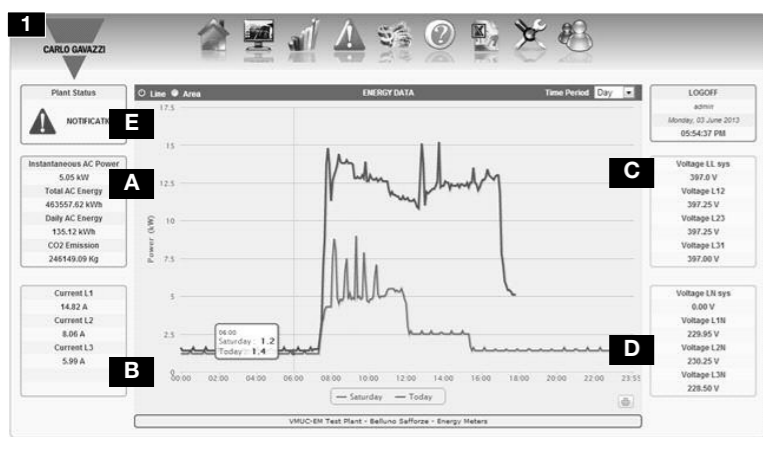 1
CARLO GAVAZZI
Plant Status
NOTIFICATIO
E
Instantaneous AC Power
5.05 kW
Total AC Energy
463557.62 kWh
Daily AC Energy
135.12 kWh
CO2 Emission
246149.09 Kg
A
Current L1
14.82 A
Current L2
8.06 A
Current L3
5.99 A
B
Line Area
ENERGY DATA
Time Period Day
17.5
15
12.5
10
7.5
5
2.5
0
Power (kW)
06:00
Saturday : 1.2
Today : 1.4
00:00 02:00 04:00 06:00 08:00 10:00 12:00 14:00 16:00 18:00 20:00 22:00 23:55
Saturday Today
VMUC-EM Test Plant - Belluno Safforze - Energy Meters
LOGOFF
admin
Monday, 03 June 2013
05:54:37 PM
C
Voltage LL sys
397.0 V
Voltage L12
397.25 V
Voltage L23
397.25 V
Voltage L31
397.00 V
D
Voltage LN sys
0.00 V
Voltage L1N
229.95 V
Voltage L2N
230.25 V
Voltage L3N
228.50 V